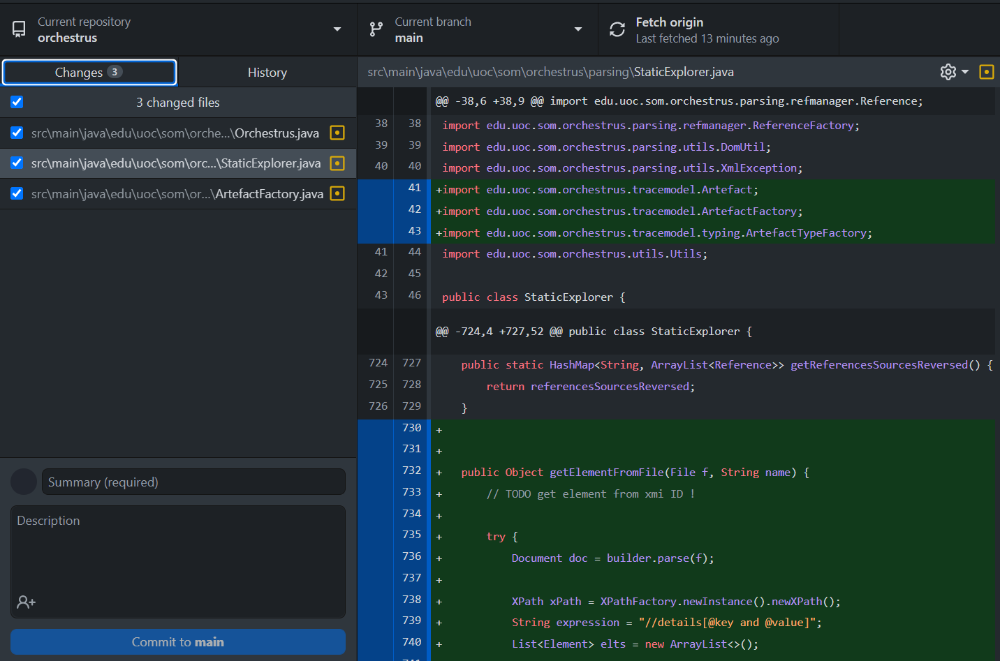 Current repository
orchestrus
Current branch
main
Fetch origin
Last fetched 13 minutes ago
Changes 3
History
3 changed files
src\main\java\edu\uoc\som\orche...\Orchestrus.java
src\main\java\edu\uoc\som\orc...\StaticExplorer.java
src\main\java\edu\uoc\som\or...\ArtefactFactory.java
Summary (required)
Description
Commit to main
src\main\java\edu\uoc\som\orchestrus\parsing\StaticExplorer.java
@@ -38,6 +38,9 @@ import edu.uoc.som.orchestrus.parsing.refmanager.Reference;
38 38 import edu.uoc.som.orchestrus.parsing.refmanager.ReferenceFactory;
39 39 import edu.uoc.som.orchestrus.parsing.utils.DomUtil;
40 40 import edu.uoc.som.orchestrus.parsing.utils.XmlException;
41 +import edu.uoc.som.orchestrus.tracemodel.Artefact;
42 +import edu.uoc.som.orchestrus.tracemodel.ArtefactFactory;
43 +import edu.uoc.som.orchestrus.tracemodel.typing.ArtefactTypeFactory;
41 44 import edu.uoc.som.orchestrus.utils.Utils;
42 45
43 46 public class StaticExplorer {
@@ -724,4 +727,52 @@ public class StaticExplorer {
724 727 public static HashMap<String, ArrayList<Reference>> getReferencesSourcesReversed() {
725 728 return referencesSourcesReversed;
726 729 }
730 +
731 +
732 + public Object getElementFromFile(File f, String name) {
733 + // TODO get element from xmi ID !
734 +
735 + try {
736 + Document doc = builder.parse(f);
737 +
738 + XPath xPath = XPathFactory.newInstance().newXPath();
739 + String expression = "//details[@key and @value]";
740 + List<Element> elts = new ArrayList<>();